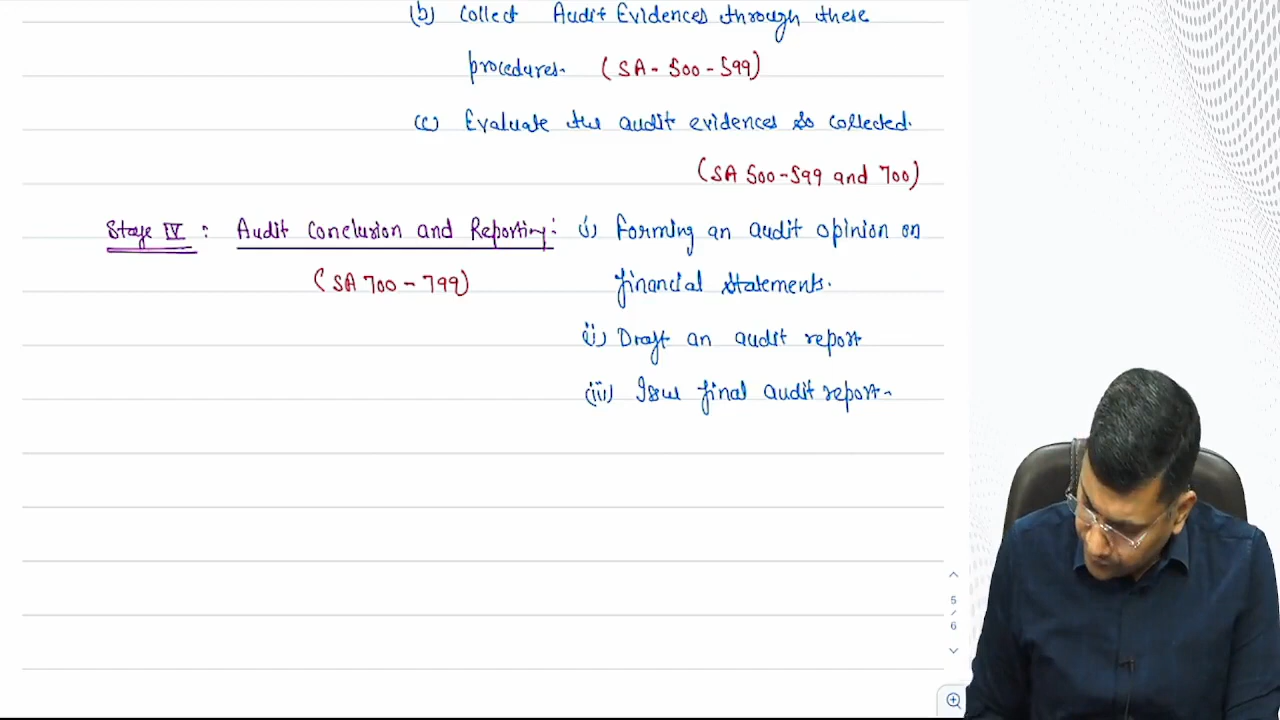 (b) Collect Audit Evidences through these
procedures. (SA - 500 - 599)
(c) Evaluate the audit evidences so collected.
(SA 500-599 and 700)
Stage IV : Audit Conclusion and Reporting: (i) Forming an audit opinion on
(SA 700 - 799) financial statements.
(ii) Draft an audit report
(iii) Issue final audit report.
5
/
6